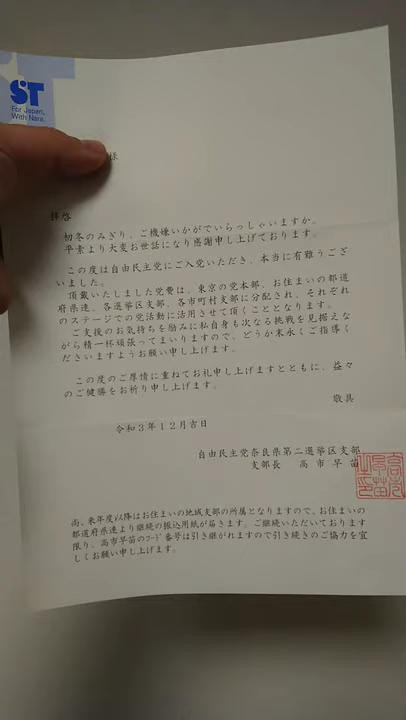 ST
For Japan,
With Nara.
様
拝啓
初冬のみぎり、ご機嫌いかがでいらっしゃいますか。
平素より大変お世話になり感謝申し上げております。
この度は自由民主党にご入党いただき、本当に有難うござ
いました。
頂戴いたしました党費は、東京の党本部、お住まいの都道
府県連、各選挙区支部、各市町村支部に分配され、それぞれ
のステージでの党活動に活用させて頂くこととなります。
ご支援のお気持ちを励みに私自身も次なる挑戦を見据えな
がら精一杯頑張ってまいりますので、どうか末永くご指導く
ださいますようお願い申し上げます。
この度のご厚情に重ねてお礼申し上げますとともに、益々
のご健勝をお祈り申し上げます。
敬具
令和3年12月吉日
自由民主党奈良県第二選挙区支部
支部長 高市早苗
高市早苗之印
尚、来年度以降はお住まいの地域支部の所属となりますので、お住まいの
都道府県連より継続の振込用紙が届きます。ご継続いただいております
限り、高市早苗のコード番号は引き継がれますので引き続きのご協力を宜
しくお願い申し上げます。